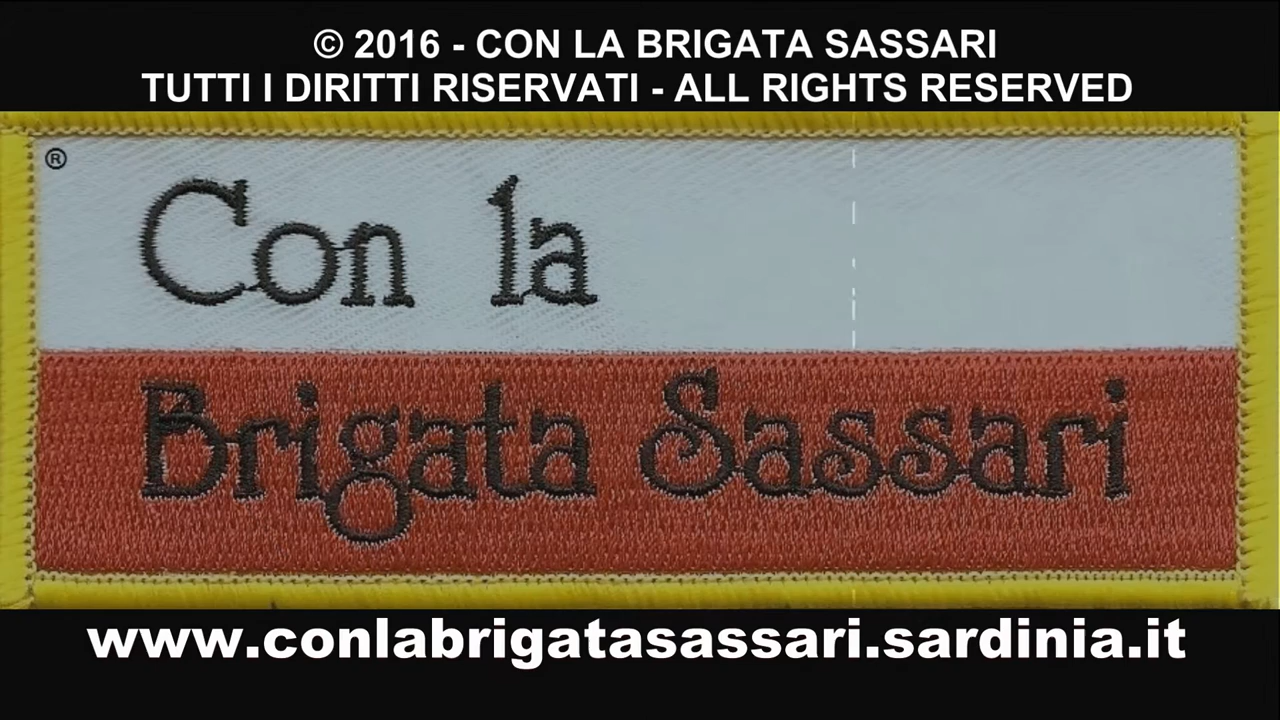 © 2016 - CON LA BRIGATA SASSARI
TUTTI I DIRITTI RISERVATI - ALL RIGHTS RESERVED
®
Con la
Brigata Sassari
www.conlabrigatasassari.sardinia.it